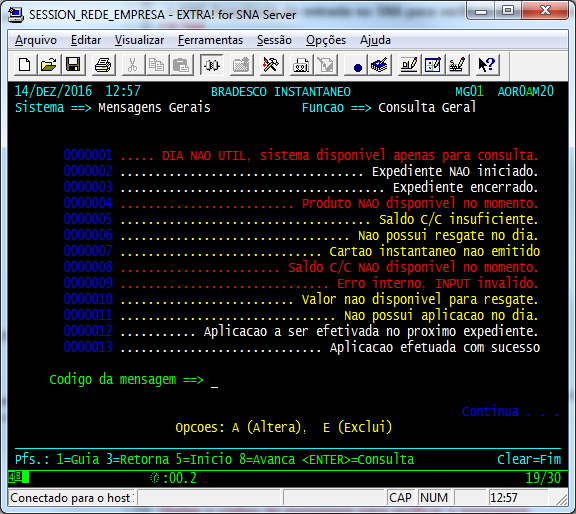 SESSION_REDE_EMPRESA - EXTRA! for SNA Server
Arquivo Editar Visualizar Ferramentas Sessão Opções Ajuda
14/DEZ/2016 12:57 BRADESCO INSTANTANEO MG01 AOR0AM20
Sistema ==> Mensagens Gerais Funcao ==> Consulta Geral
0000001 ..... DIA NAO UTIL, sistema disponivel apenas para consulta.
0000002 .................................... Expediente NAO iniciado.
0000003 ...................................... Expediente encerrado.
0000004 .......................... Produto NAO disponivel no momento.
0000005 .................................... Saldo C/C insuficiente.
0000006 .................................. Nao possui resgate no dia.
0000007 .............................. Cartao instantaneo nao emitido
0000008 ........................ Saldo C/C NAO disponivel no momento.
0000009 ............................... Erro interno, INPUT invalido.
0000010 ......................... Valor nao disponivel para resgate.
0000011 ................................ Nao possui aplicacao no dia.
0000012 ........... Aplicacao a ser efetivada no proximo expediente.
0000013 ............................. Aplicacao efetuada com sucesso
Codigo da mensagem ==> _
Continua . . .
Opcoes: A (Altera), E (Exclui)
Pfs.: 1=Guia 3=Retorna 5=Inicio 8=Avanca <ENTER>=Consulta Clear=Fim
:00.2 19/30
Conectado para o host CAP NUM 12:57